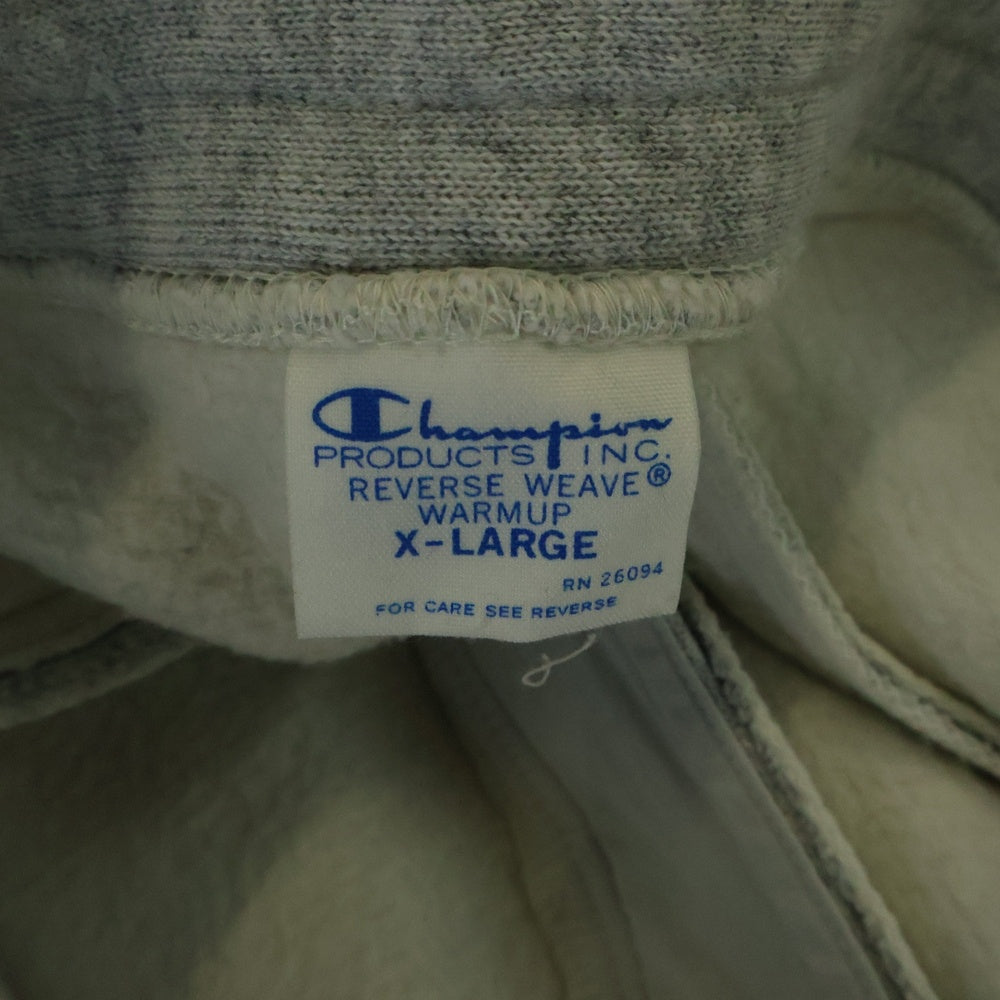 Champion
PRODUCTS INC.
REVERSE WEAVE®
WARMUP
X-LARGE
RN 26094
FOR CARE SEE REVERSE